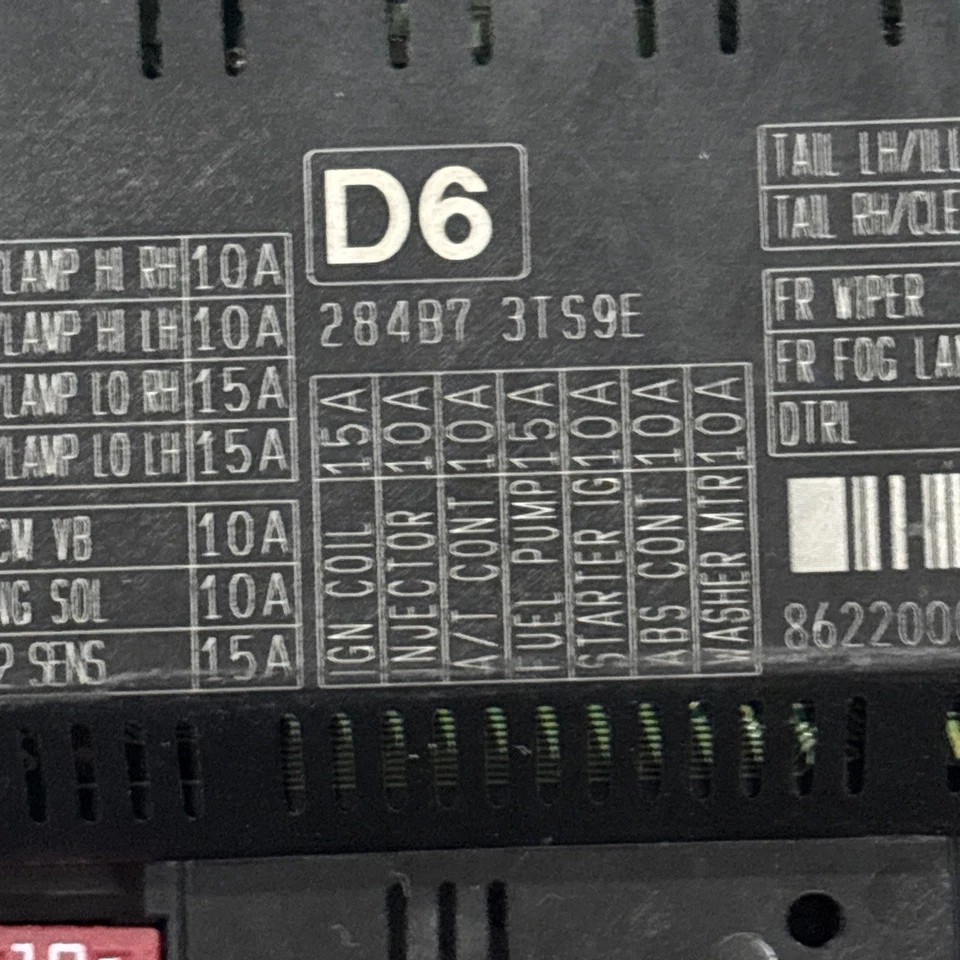 D6
284B7 3TS9E
LAMP HI RH 10A
LAMP HI LH 10A
LAMP LO RH 15A
LAMP LO LH 15A
CM VB 10A
NG SOL 10A
P SENS 15A
IGN COIL 15A
INJECTOR 10A
A/T CONT 10A
FUEL PUMP 15A
STARTER IG 10A
ABS CONT 10A
WASHER MTR 10A
TAIL LH/ILL
TAIL RH/CLE
FR WIPER
FR FOG LAM
DTRL
862200
10